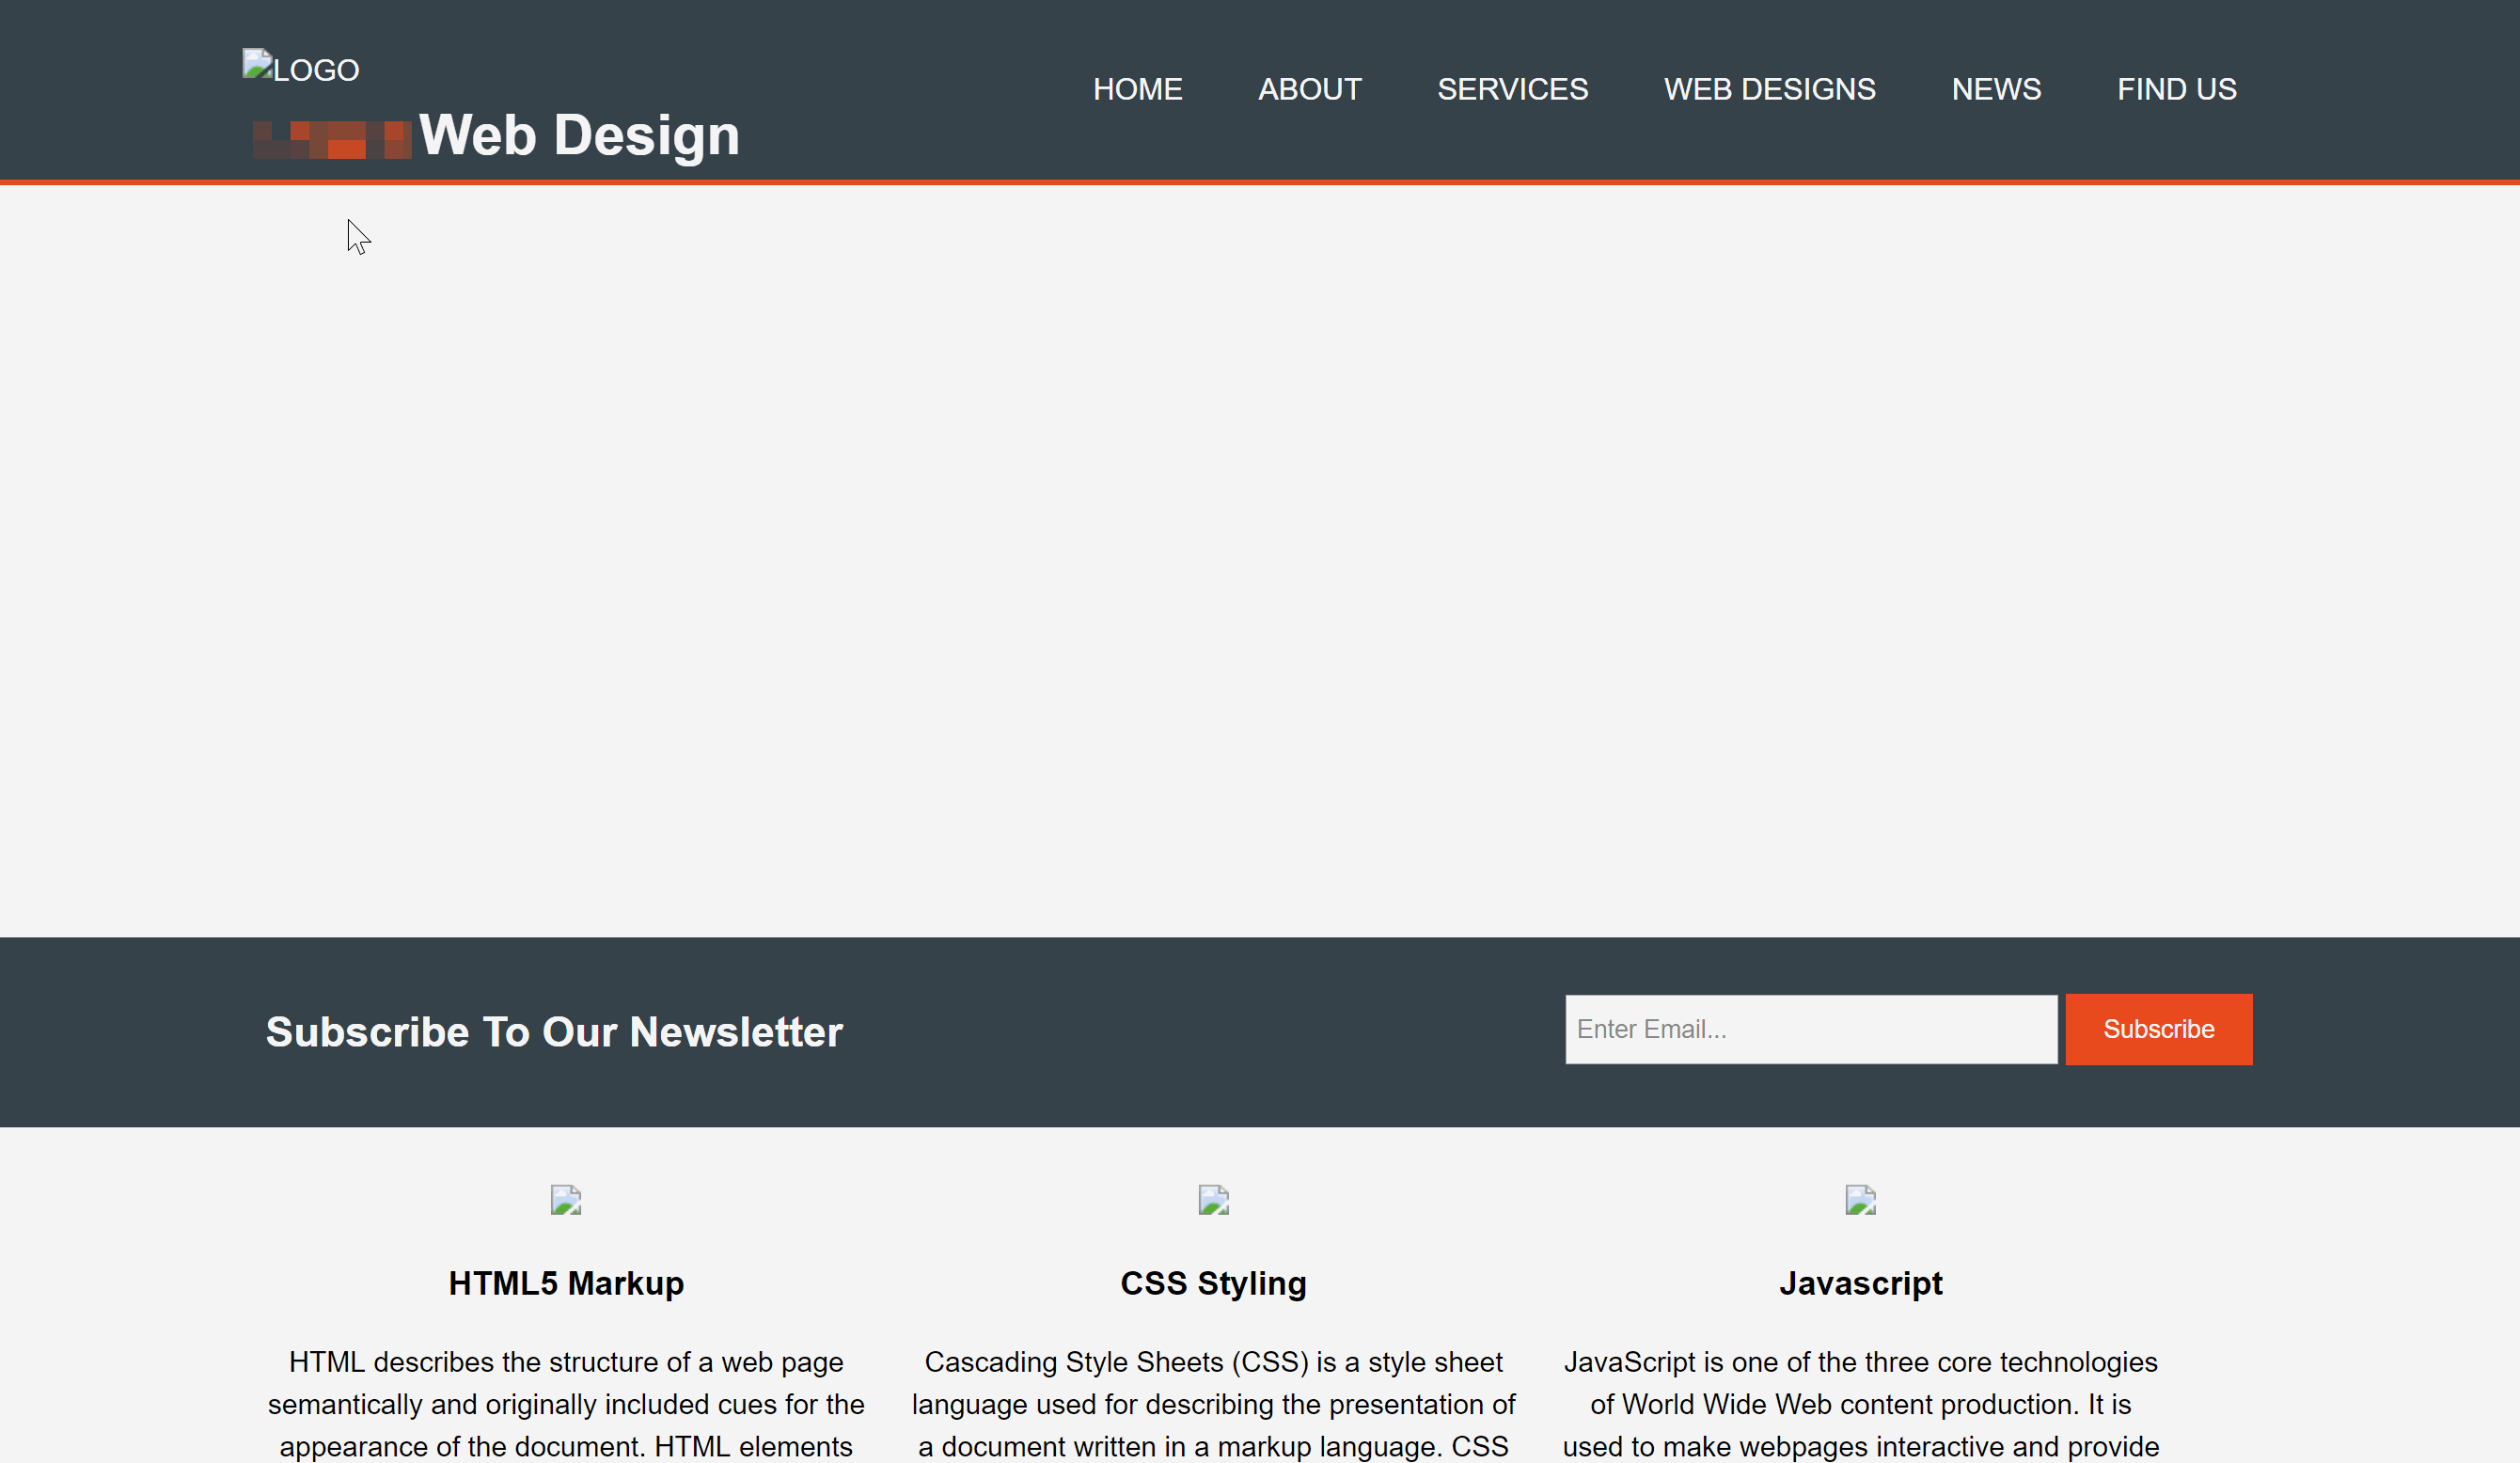 LOGO
Web Design
HOME ABOUT SERVICES WEB DESIGNS NEWS FIND US
Subscribe To Our Newsletter
Enter Email... Subscribe
HTML5 Markup
HTML describes the structure of a web page
semantically and originally included cues for the
appearance of the document. HTML elements
CSS Styling
Cascading Style Sheets (CSS) is a style sheet
language used for describing the presentation of
a document written in a markup language. CSS
Javascript
JavaScript is one of the three core technologies
of World Wide Web content production. It is
used to make webpages interactive and provide